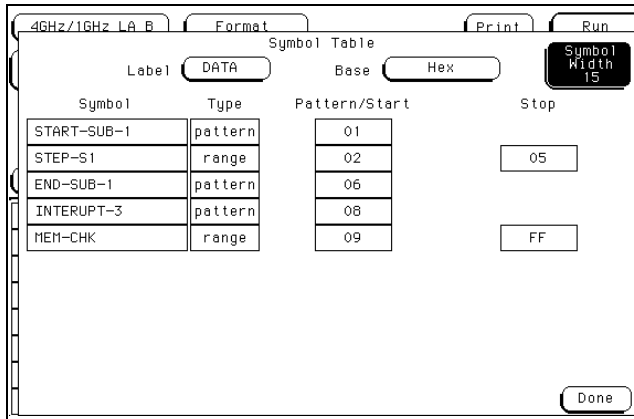 4GHz/1GHz LA B Format Print Run
Symbol Table
Label DATA Base Hex Symbol Width 15
Symbol Type Pattern/Start Stop
START-SUB-1 pattern 01
STEP-S1 range 02 05
END-SUB-1 pattern 06
INTERUPT-3 pattern 08
MEM-CHK range 09 FF
Done